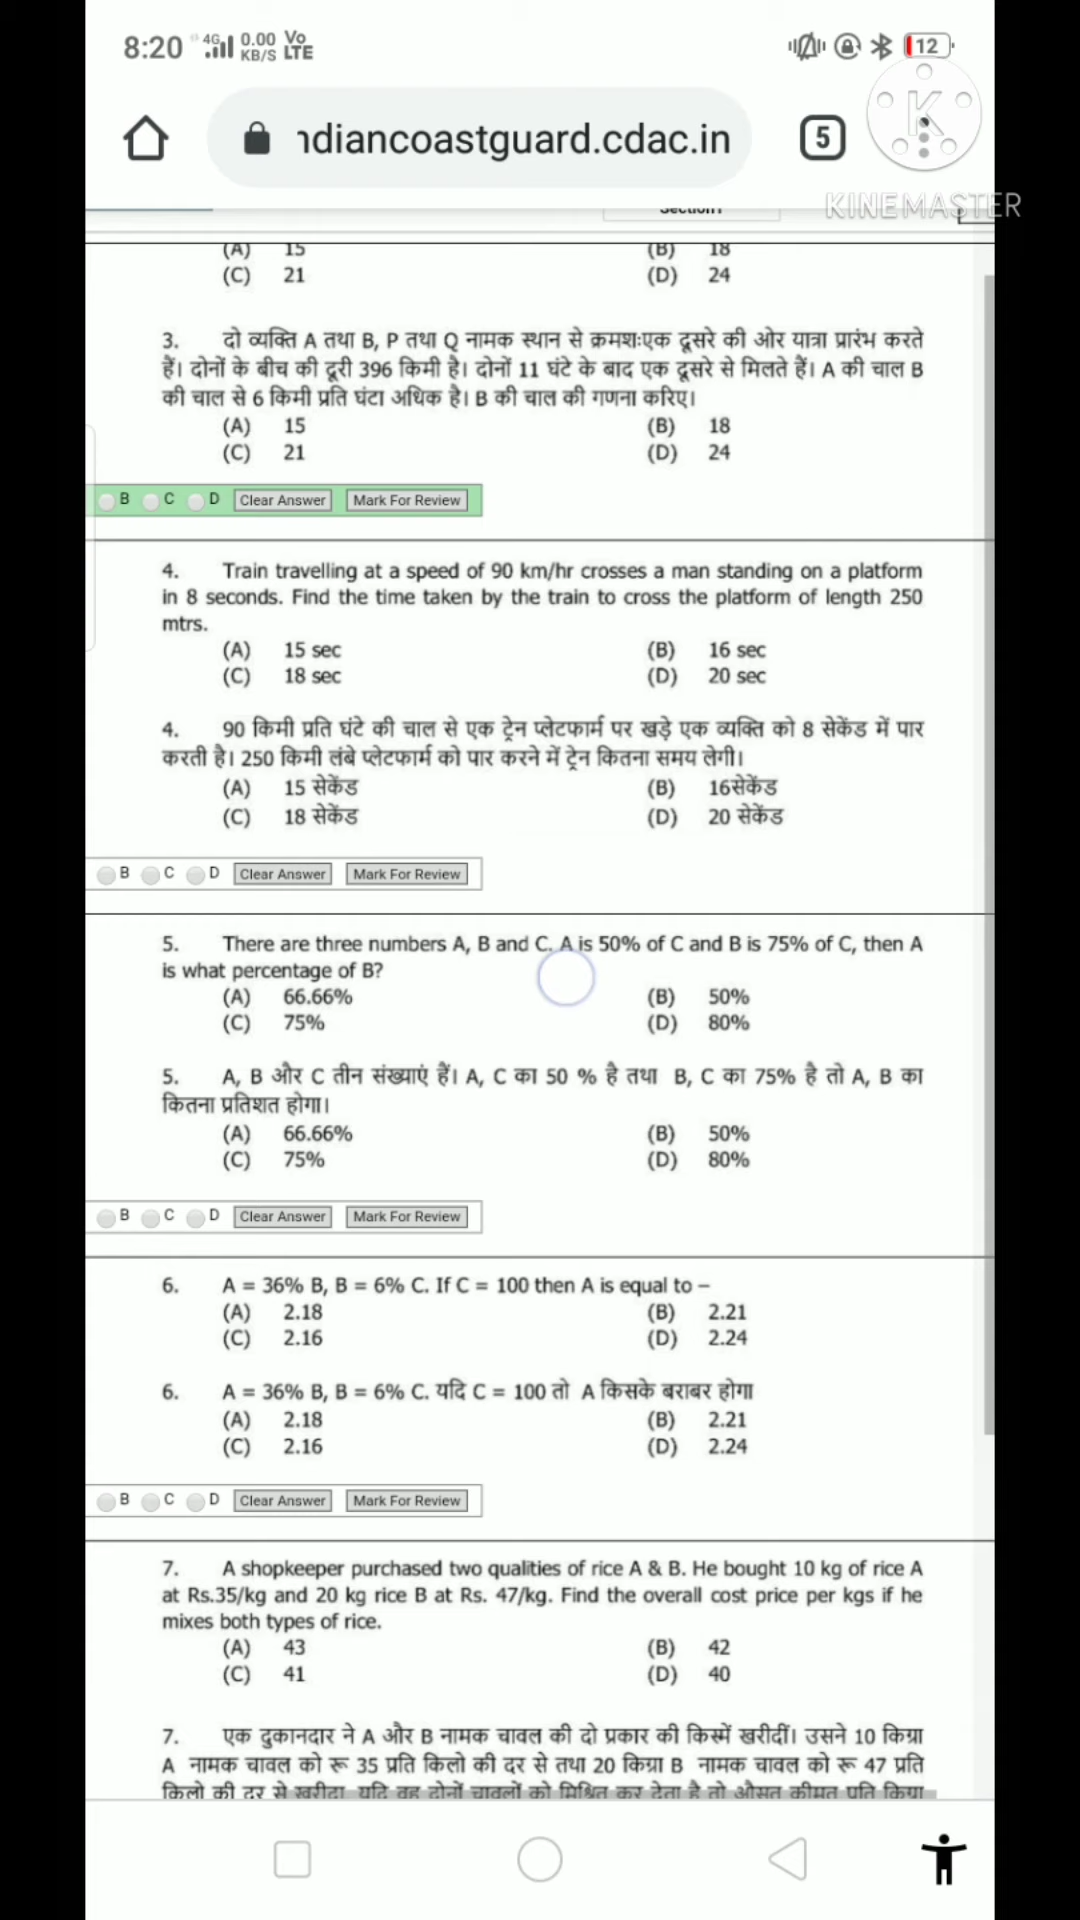 8:20 4G 0.00 KB/S Vo LTE 12
ndiancoastguard.cdac.in 5
K
KINEMASTER
(A) 15 (B) 18
(C) 21 (D) 24
3. दो व्यक्ति A तथा B, P तथा Q नामक स्थान से क्रमशःएक दूसरे की ओर यात्रा प्रारंभ करते
हैं। दोनों के बीच की दूरी 396 किमी है। दोनों 11 घंटे के बाद एक दूसरे से मिलते हैं। A की चाल B
की चाल से 6 किमी प्रति घंटा अधिक है। B की चाल की गणना करिए।
(A) 15 (B) 18
(C) 21 (D) 24
B C D Clear Answer Mark For Review
4. Train travelling at a speed of 90 km/hr crosses a man standing on a platform
in 8 seconds. Find the time taken by the train to cross the platform of length 250
mtrs.
(A) 15 sec (B) 16 sec
(C) 18 sec (D) 20 sec
4. 90 किमी प्रति घंटे की चाल से एक ट्रेन प्लेटफार्म पर खड़े एक व्यक्ति को 8 सेकेंड में पार
करती है। 250 किमी लंबे प्लेटफार्म को पार करने में ट्रेन कितना समय लेगी।
(A) 15 सेकेंड (B) 16सेकेंड
(C) 18 सेकेंड (D) 20 सेकेंड
B C D Clear Answer Mark For Review
5. There are three numbers A, B and C. A is 50% of C and B is 75% of C, then A
is what percentage of B?
(A) 66.66% (B) 50%
(C) 75% (D) 80%
5. A, B और C तीन संख्याएं हैं। A, C का 50 % है तथा B, C का 75% है तो A, B का
कितना प्रतिशत होगा।
(A) 66.66% (B) 50%
(C) 75% (D) 80%
B C D Clear Answer Mark For Review
6. A = 36% B, B = 6% C. If C = 100 then A is equal to –
(A) 2.18 (B) 2.21
(C) 2.16 (D) 2.24
6. A = 36% B, B = 6% C. यदि C = 100 तो A किसके बराबर होगा
(A) 2.18 (B) 2.21
(C) 2.16 (D) 2.24
B C D Clear Answer Mark For Review
7. A shopkeeper purchased two qualities of rice A & B. He bought 10 kg of rice A
at Rs.35/kg and 20 kg rice B at Rs. 47/kg. Find the overall cost price per kgs if he
mixes both types of rice.
(A) 43 (B) 42
(C) 41 (D) 40
7. एक दुकानदार ने A और B नामक चावल की दो प्रकार की किस्में खरीदीं। उसने 10 किग्रा
A नामक चावल को रू 35 प्रति किलो की दर से तथा 20 किग्रा B नामक चावल को रू 47 प्रति
किलो की दर से खरीदा यदि वह दोनों चावलों को मिश्रित कर देता है तो औसत कीमत प्रति किग्रा